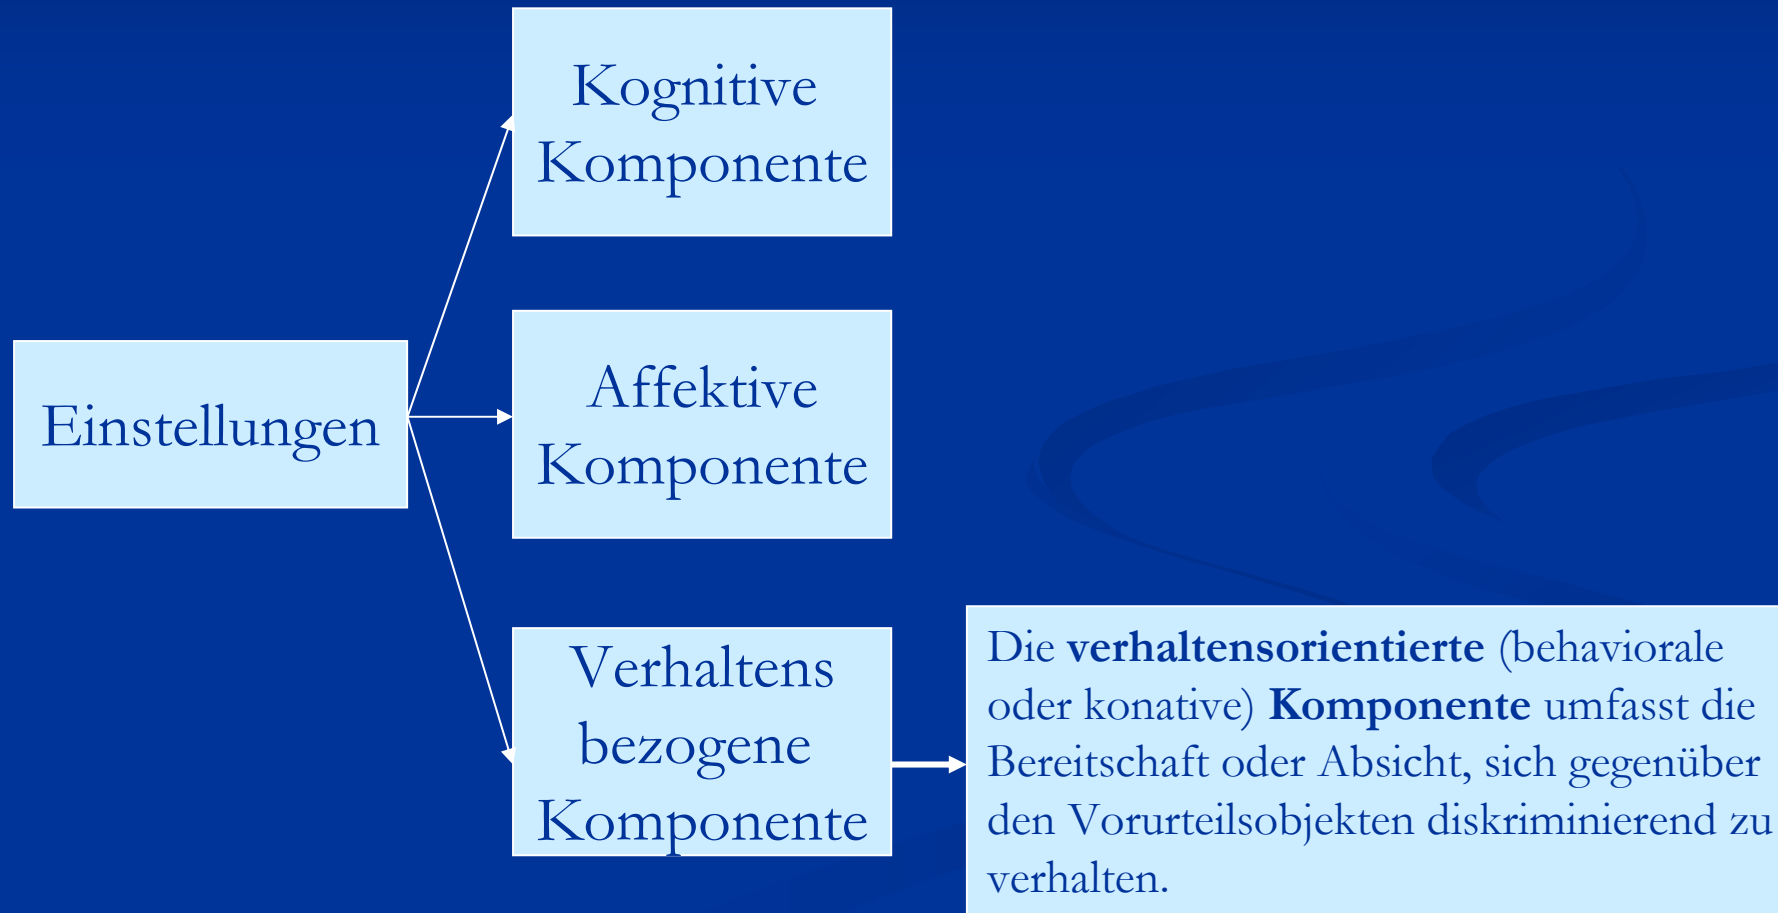 Kognitive
Komponente
Affektive
Komponente
Einstellungen
Verhaltens
bezogene
Komponente
Die verhaltensorientierte (behaviorale
oder konative) Komponente umfasst die
Bereitschaft oder Absicht, sich gegenüber
den Vorurteilsobjekten diskriminierend zu
verhalten.